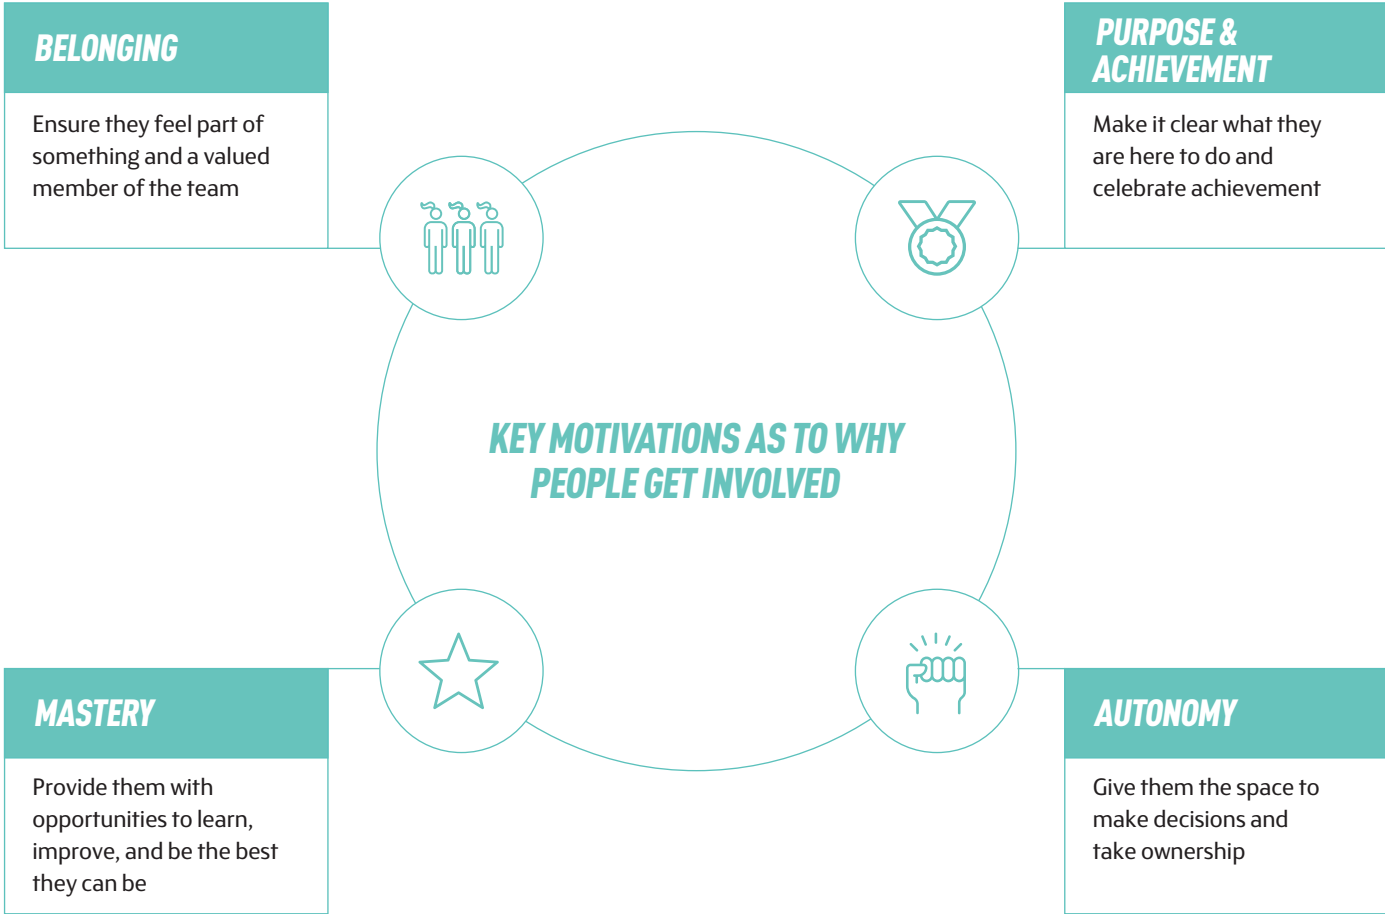 BELONGING
Ensure they feel part of
something and a valued
member of the team
PURPOSE &
ACHIEVEMENT
Make it clear what they
are here to do and
celebrate achievement
KEY MOTIVATIONS AS TO WHY
PEOPLE GET INVOLVED
MASTERY
Provide them with
opportunities to learn,
improve, and be the best
they can be
AUTONOMY
Give them the space to
make decisions and
take ownership